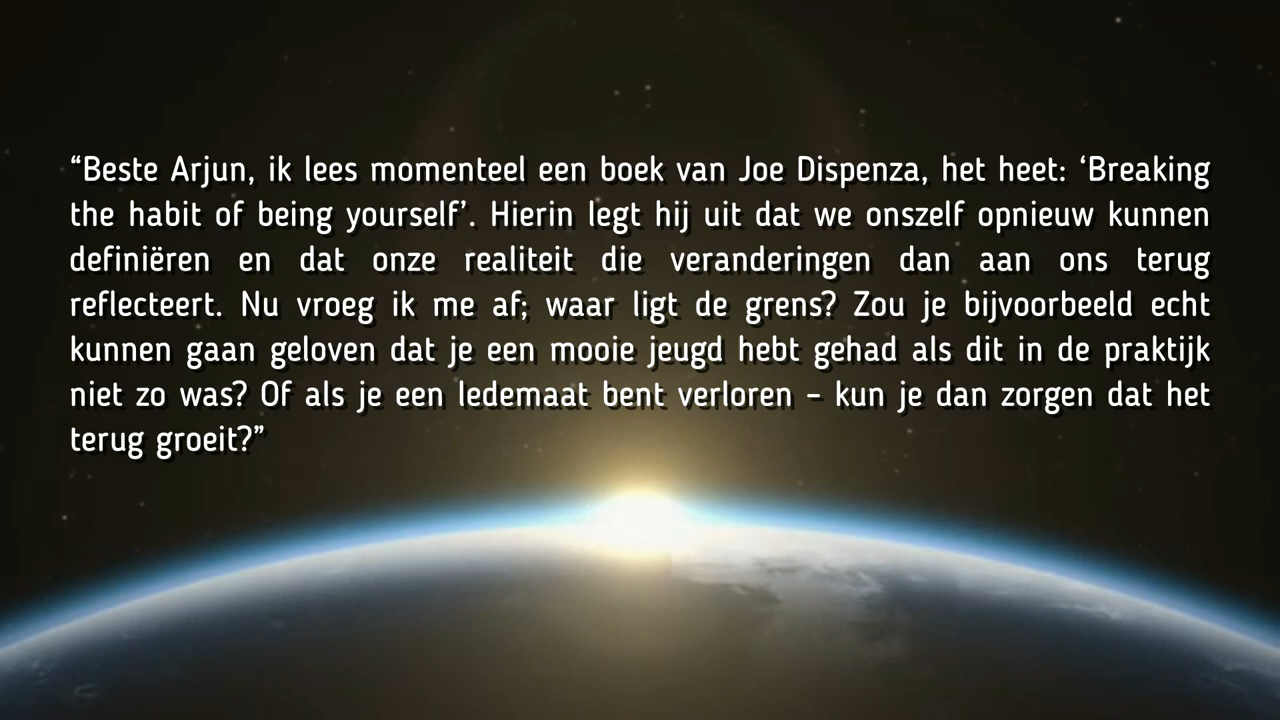 “Beste Arjun, ik lees momenteel een boek van Joe Dispenza, het heet: ‘Breaking
the habit of being yourself’. Hierin legt hij uit dat we onszelf opnieuw kunnen
definiëren en dat onze realiteit die veranderingen dan aan ons terug
reflecteert. Nu vroeg ik me af; waar ligt de grens? Zou je bijvoorbeeld echt
kunnen gaan geloven dat je een mooie jeugd hebt gehad als dit in de praktijk
niet zo was? Of als je een ledemaat bent verloren – kun je dan zorgen dat het
terug groeit?”